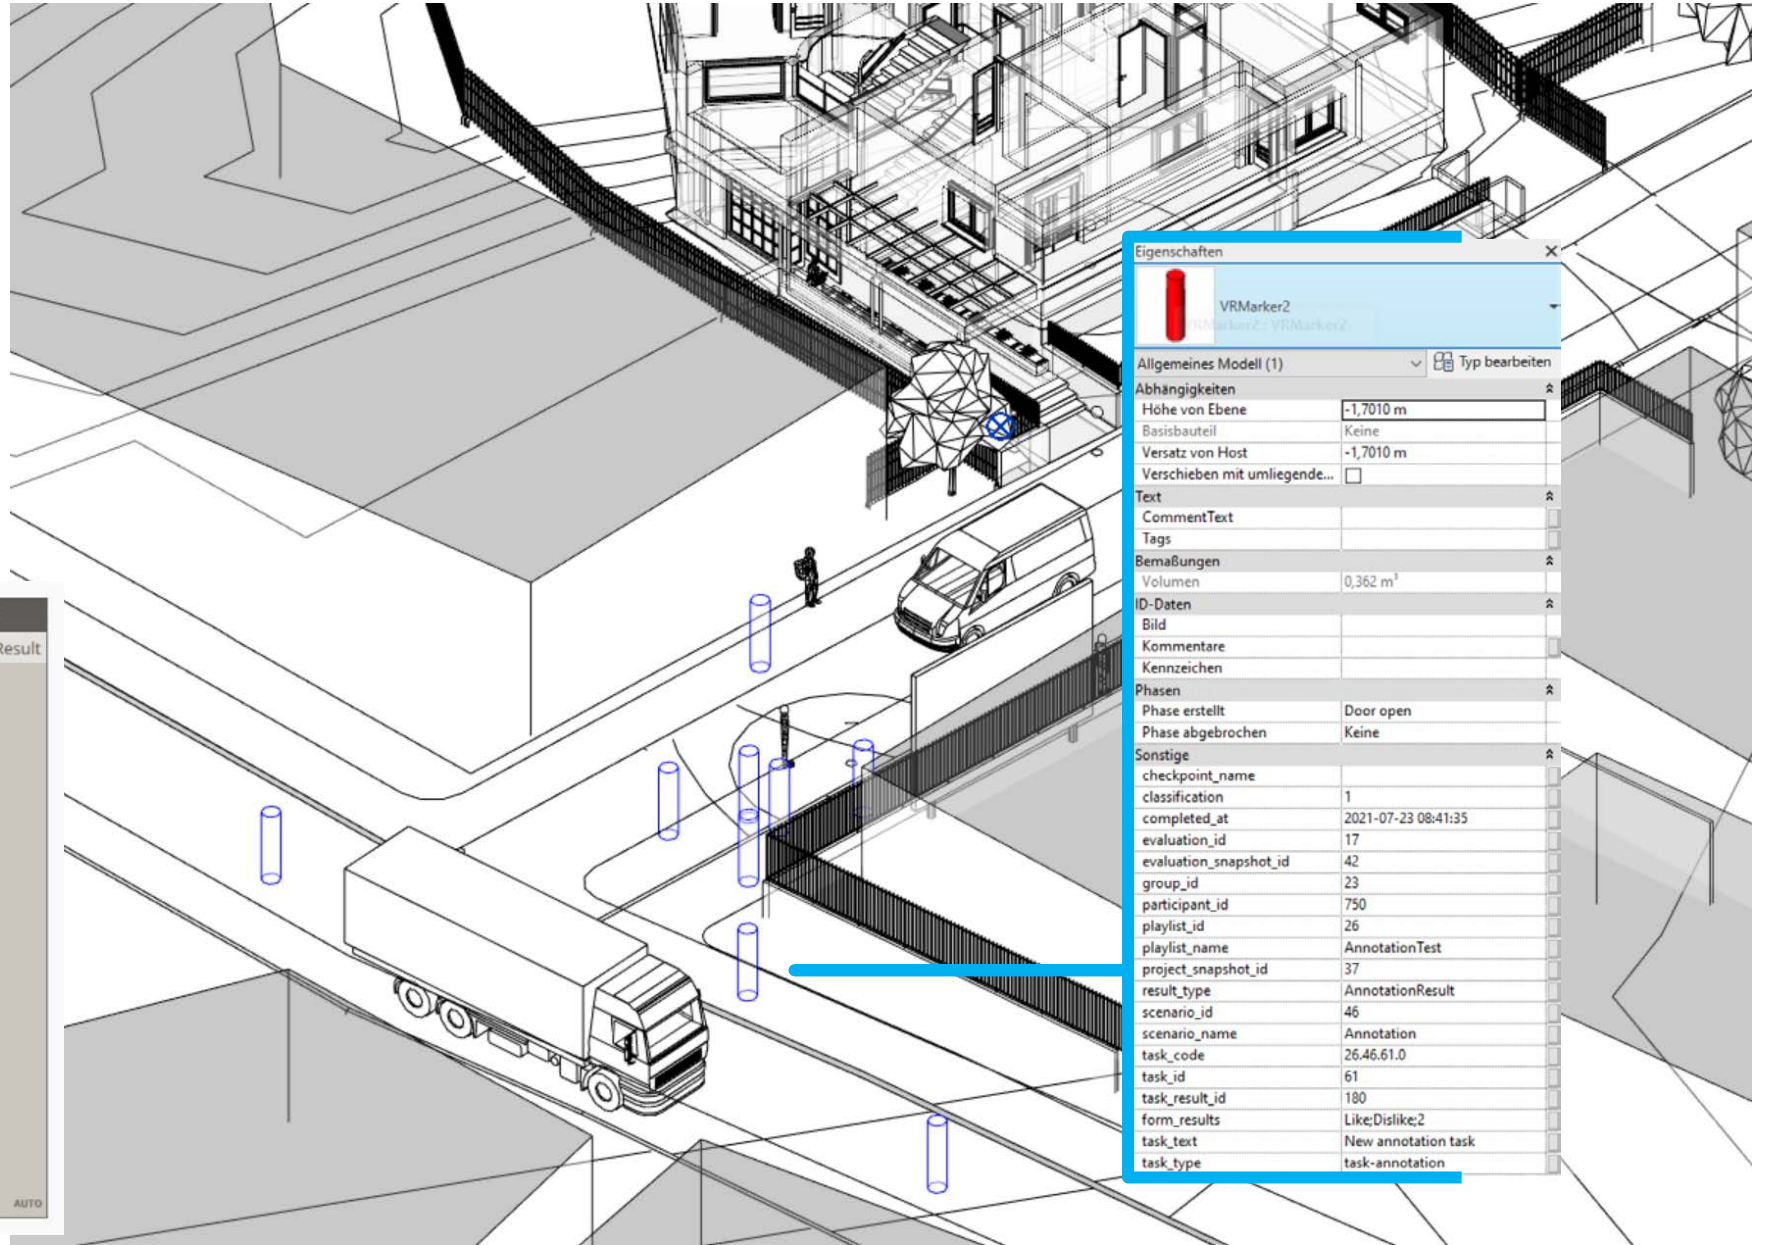 Result
AUTO
Eigenschaften
VRMarker2
VRMarker2 : VRMarker2
Allgemeines Modell (1) Typ bearbeiten
Abhängigkeiten
Höhe von Ebene -1,7010 m
Basisbauteil Keine
Versatz von Host -1,7010 m
Verschieben mit umliegende...
Text
CommentText
Tags
Bemaßungen
Volumen 0,362 m³
ID-Daten
Bild
Kommentare
Kennzeichen
Phasen
Phase erstellt Door open
Phase abgebrochen Keine
Sonstige
checkpoint_name
classification 1
completed_at 2021-07-23 08:41:35
evaluation_id 17
evaluation_snapshot_id 42
group_id 23
participant_id 750
playlist_id 26
playlist_name AnnotationTest
project_snapshot_id 37
result_type AnnotationResult
scenario_id 46
scenario_name Annotation
task_code 26.46.61.0
task_id 61
task_result_id 180
form_results Like;Dislike;2
task_text New annotation task
task_type task-annotation